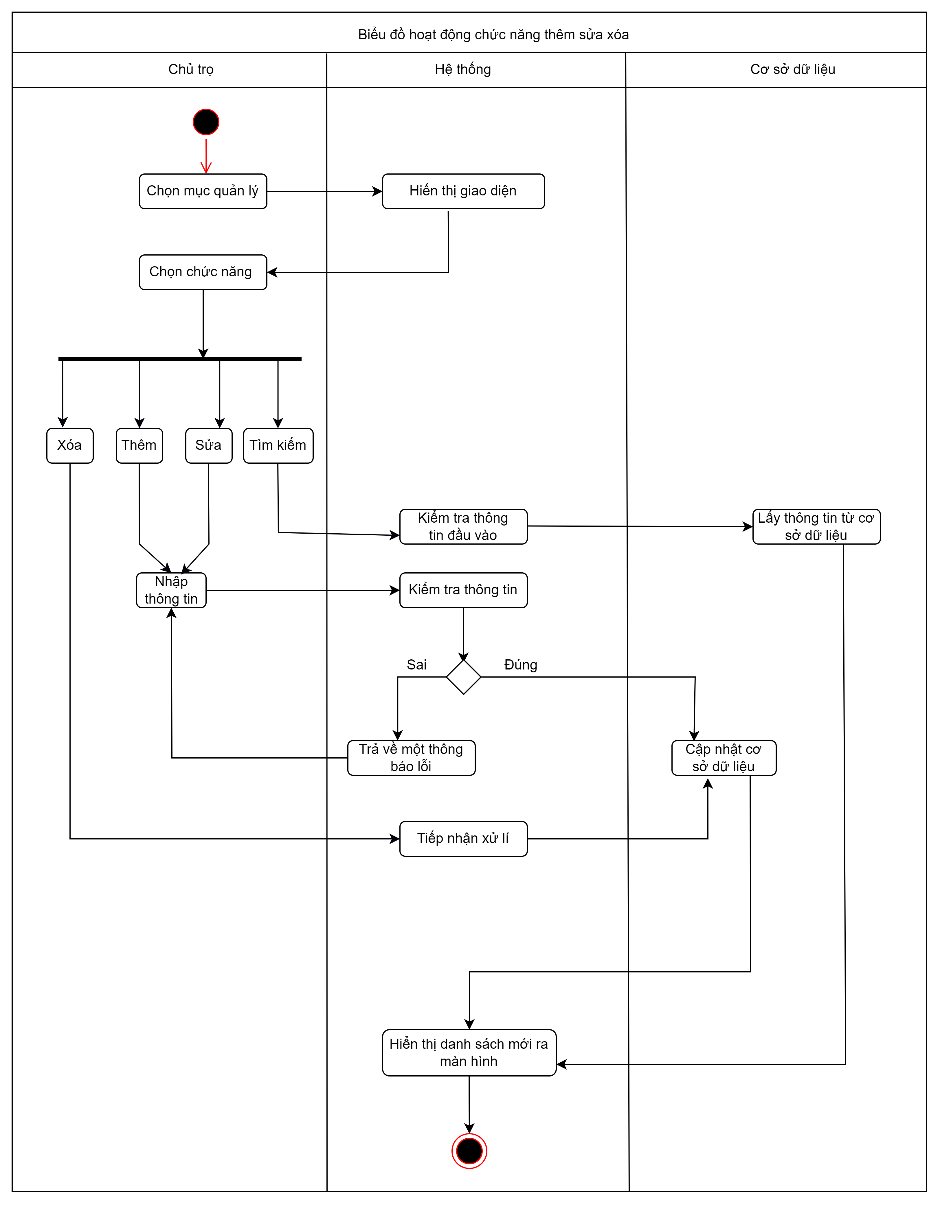 Biểu đồ hoạt động chức năng thêm sửa xóa
Chủ trọ
Hệ thống
Cơ sở dữ liệu
Chọn mục quản lý
Hiển thị giao diện
Chọn chức năng
Xóa
Thêm
Sửa
Tìm kiếm
Kiểm tra thông
tin đầu vào
Lấy thông tin từ cơ
sở dữ liệu
Nhập
thông tin
Kiểm tra thông tin
Sai
Đúng
Trả về một thông
báo lỗi
Cập nhật cơ
sở dữ liệu
Tiếp nhận xử lí
Hiển thị danh sách mới ra
màn hình